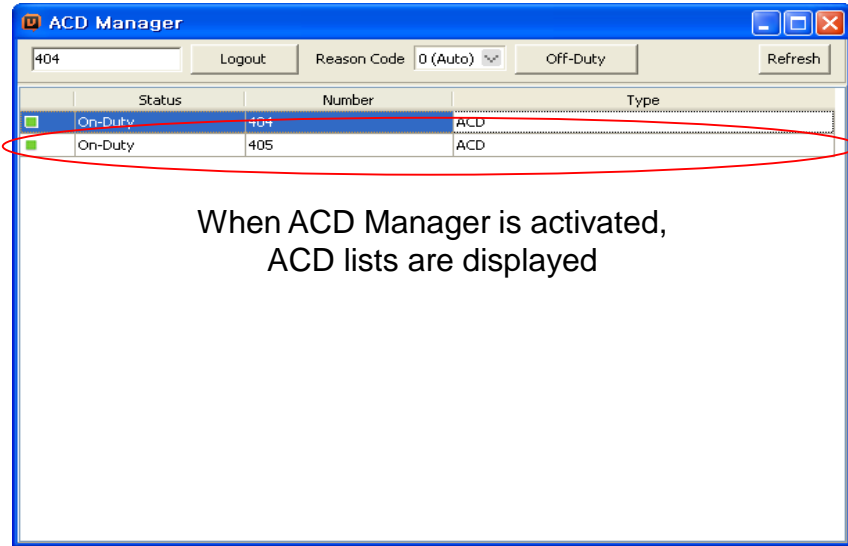 ACD Manager
404 Logout Reason Code 0 (Auto) Off-Duty Refresh
Status Number Type
On-Duty 404 ACD
On-Duty 405 ACD
When ACD Manager is activated,
ACD lists are displayed